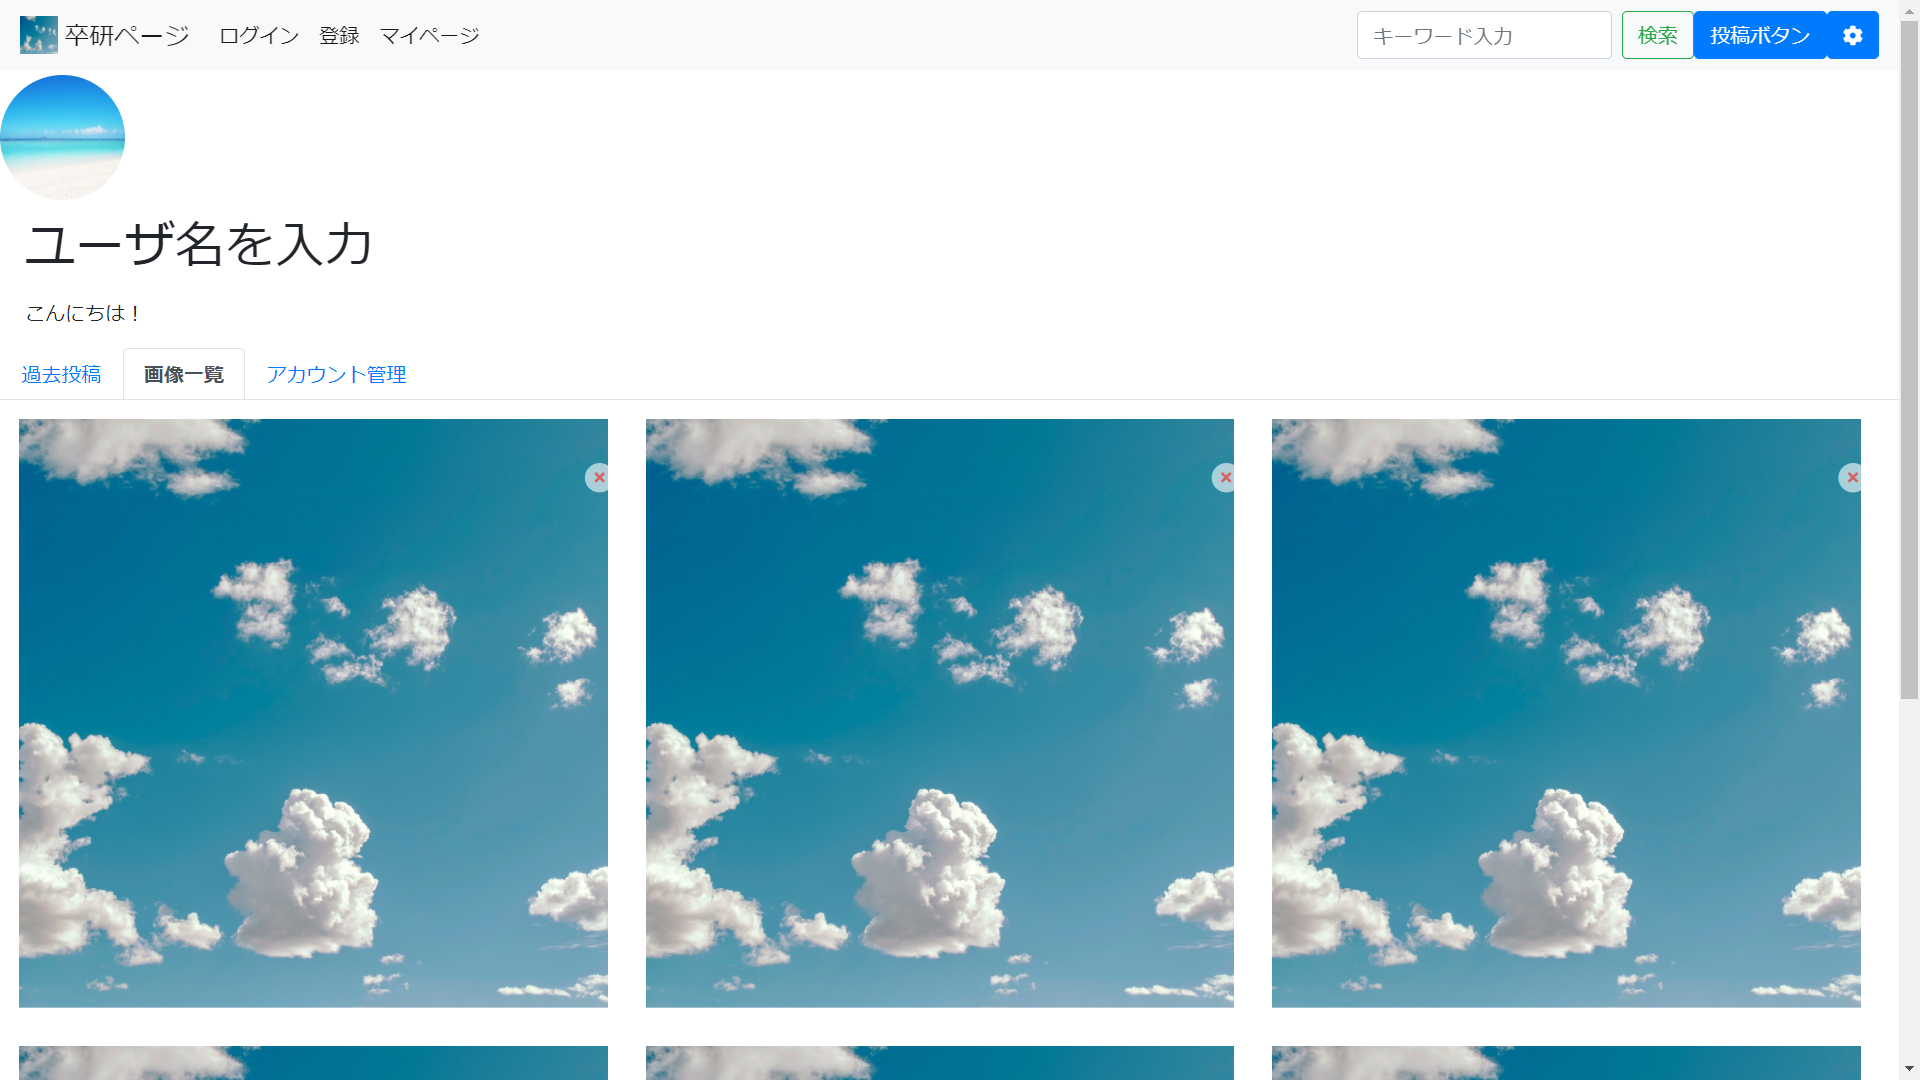 卒研ページ ログイン 登録 マイページ キーワード入力 検索 投稿ボタン
ユーザ名を入力
こんにちは！
過去投稿 画像一覧 アカウント管理